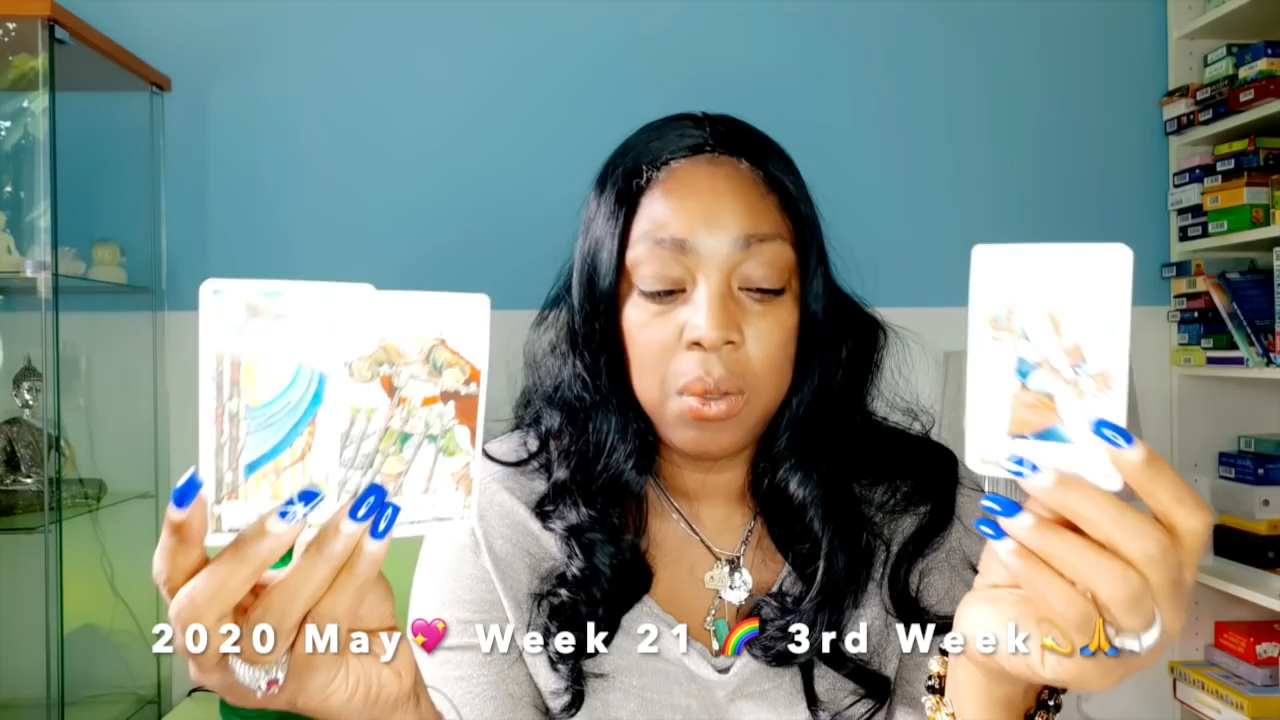 2020 May💖 Week 21 🌈 3rd Week💫🙏